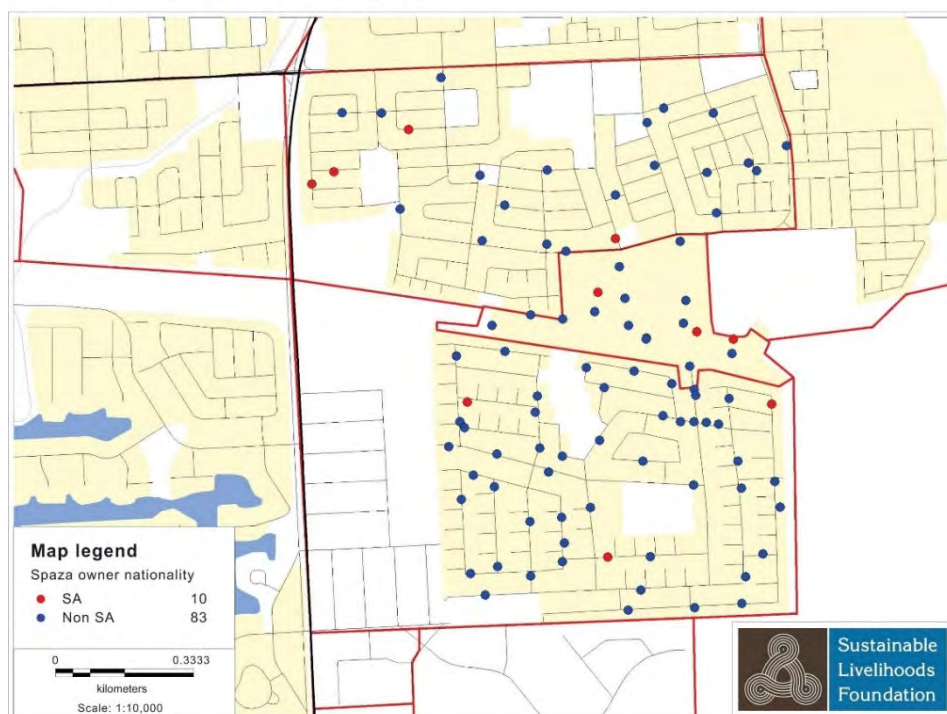 Map legend
Spaza owner nationality
SA 10
Non SA 83
0 0.3333
kilometers
Scale: 1:10,000
Sustainable
Livelihoods
Foundation